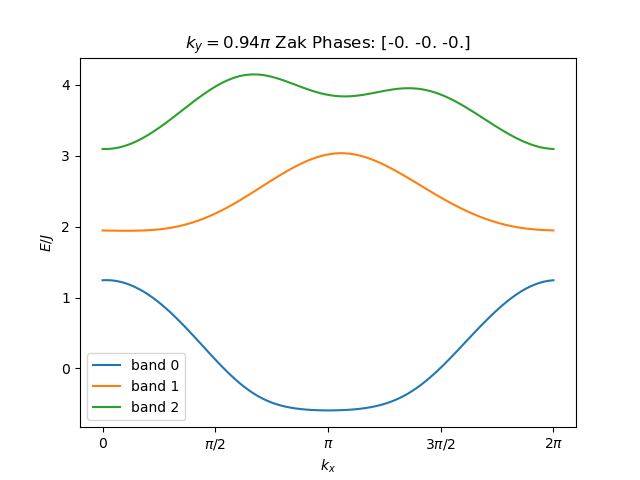 k_y = 0.94π Zak Phases: [-0. -0. -0.]
4
3
2
1
0
E/J
band 0
band 1
band 2
0 π/2 π 3π/2 2π
k_x